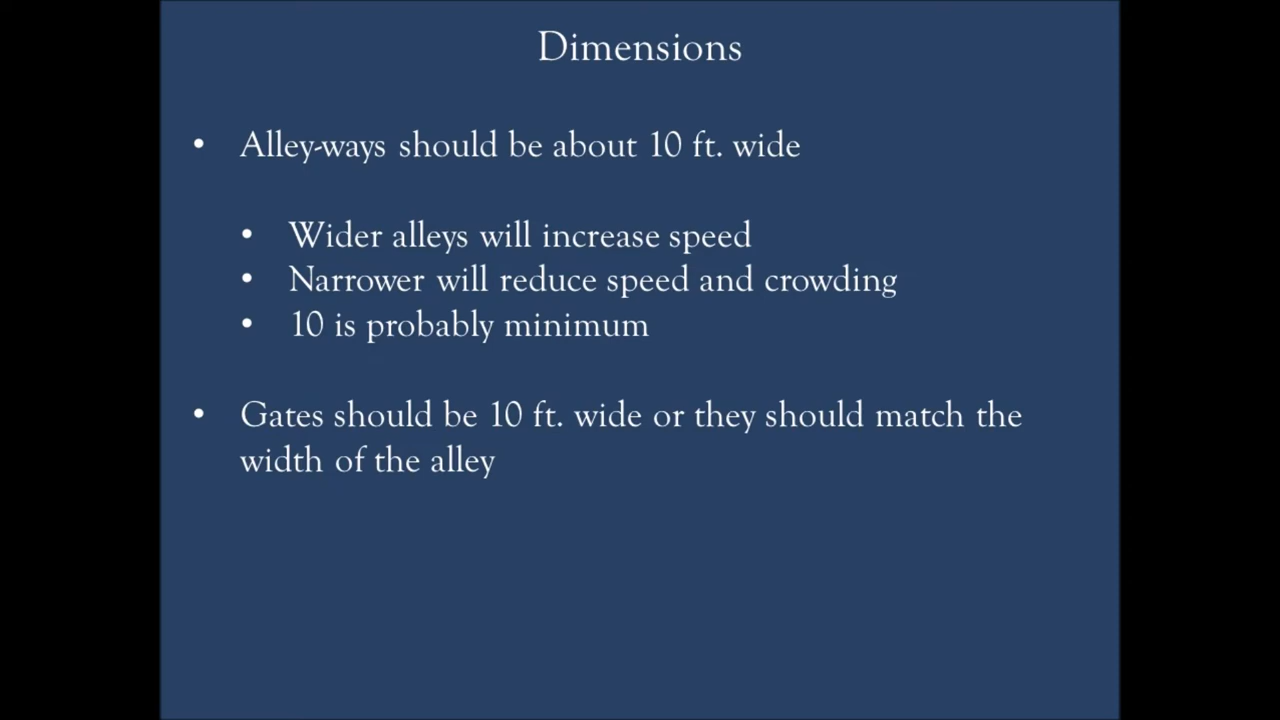 Dimensions
• Alley-ways should be about 10 ft. wide
• Wider alleys will increase speed
• Narrower will reduce speed and crowding
• 10 is probably minimum
• Gates should be 10 ft. wide or they should match the
width of the alley